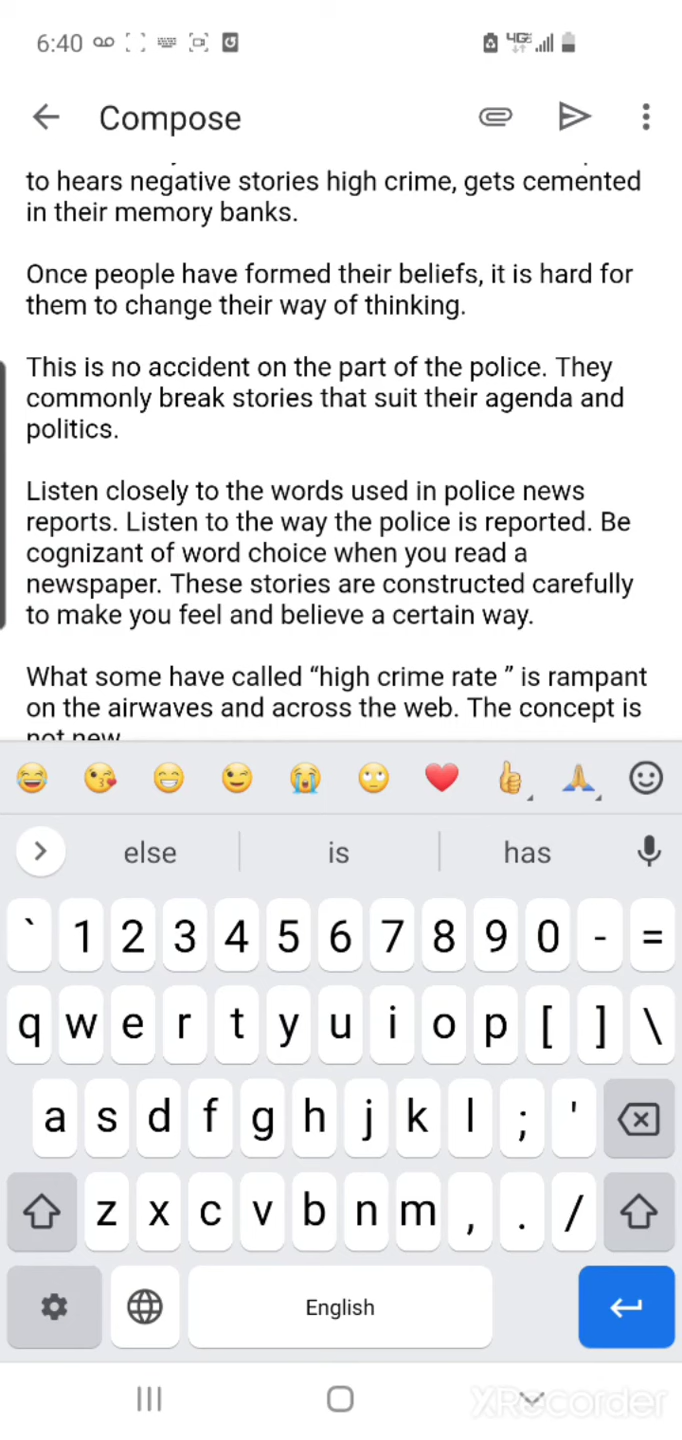 6:40 4GE
Compose
to hears negative stories high crime, gets cemented
in their memory banks.
Once people have formed their beliefs, it is hard for
them to change their way of thinking.
This is no accident on the part of the police. They
commonly break stories that suit their agenda and
politics.
Listen closely to the words used in police news
reports. Listen to the way the police is reported. Be
cognizant of word choice when you read a
newspaper. These stories are constructed carefully
to make you feel and believe a certain way.
What some have called “high crime rate ” is rampant
on the airwaves and across the web. The concept is
not new
else is has
` 1 2 3 4 5 6 7 8 9 0 - =
q w e r t y u i o p [ ] \
a s d f g h j k l ; '
z x c v b n m , . /
English
XRecorder